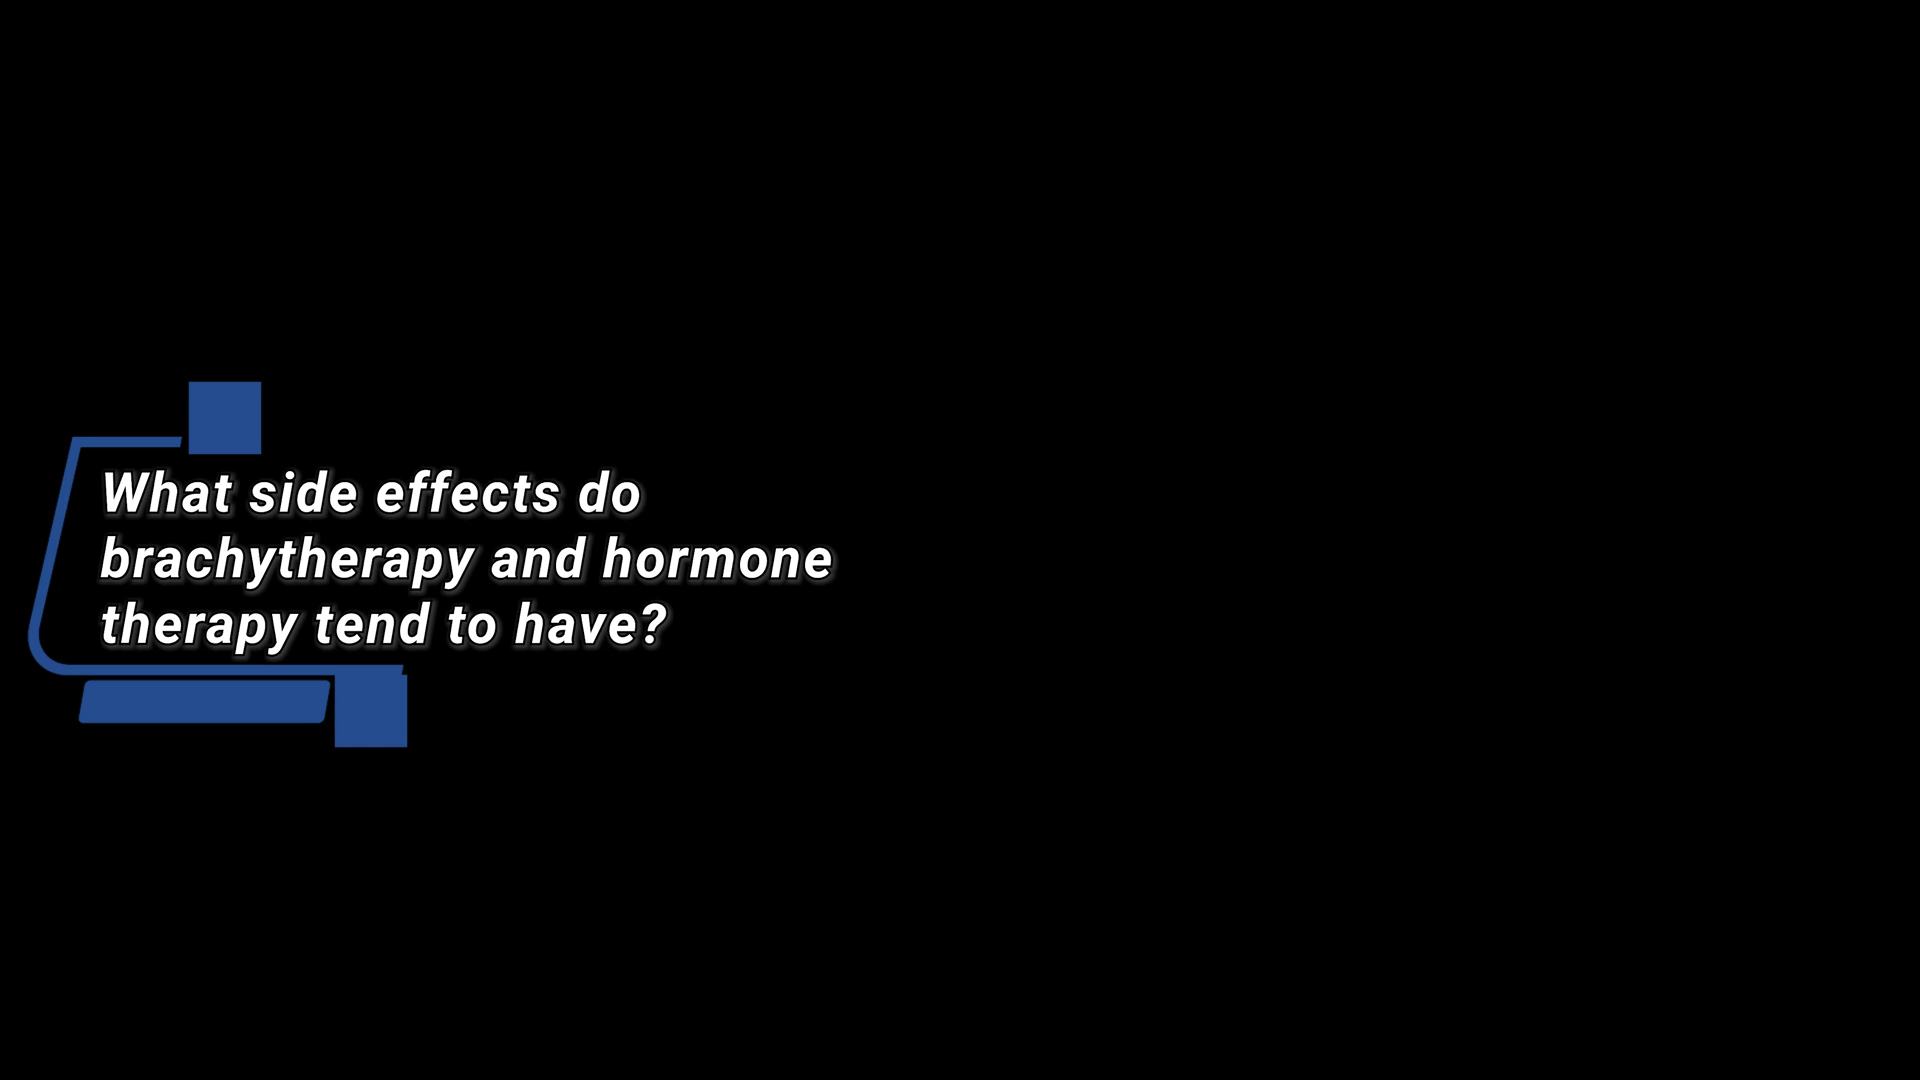 What side effects do
brachytherapy and hormone
therapy tend to have?